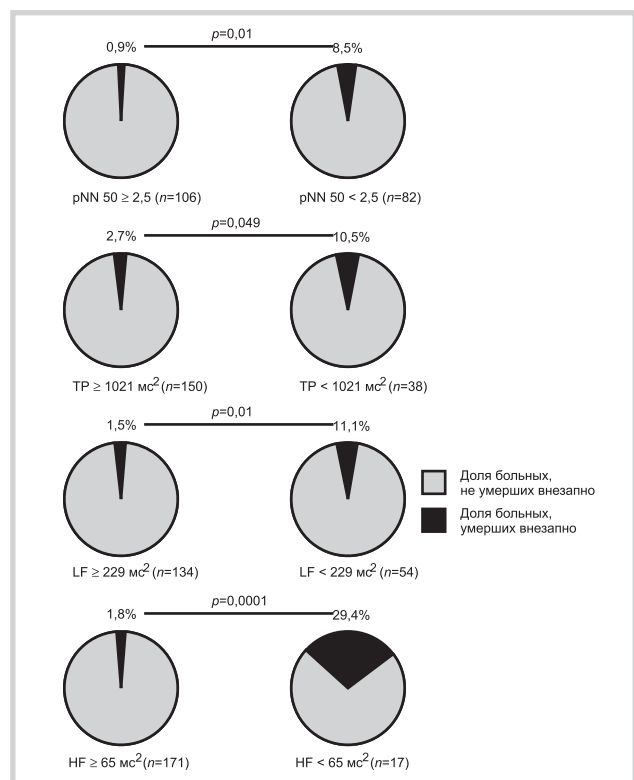 p=0,01
0,9% 8,5%
pNN 50 ≥ 2,5 (n=106) pNN 50 < 2,5 (n=82)
p=0,049
2,7% 10,5%
TP ≥ 1021 мс² (n=150) TP < 1021 мс² (n=38)
p=0,01
1,5% 11,1%
Доля больных,
не умерших внезапно
Доля больных,
умерших внезапно
LF ≥ 229 мс² (n=134) LF < 229 мс² (n=54)
p=0,0001
1,8% 29,4%
HF ≥ 65 мс² (n=171) HF < 65 мс² (n=17)